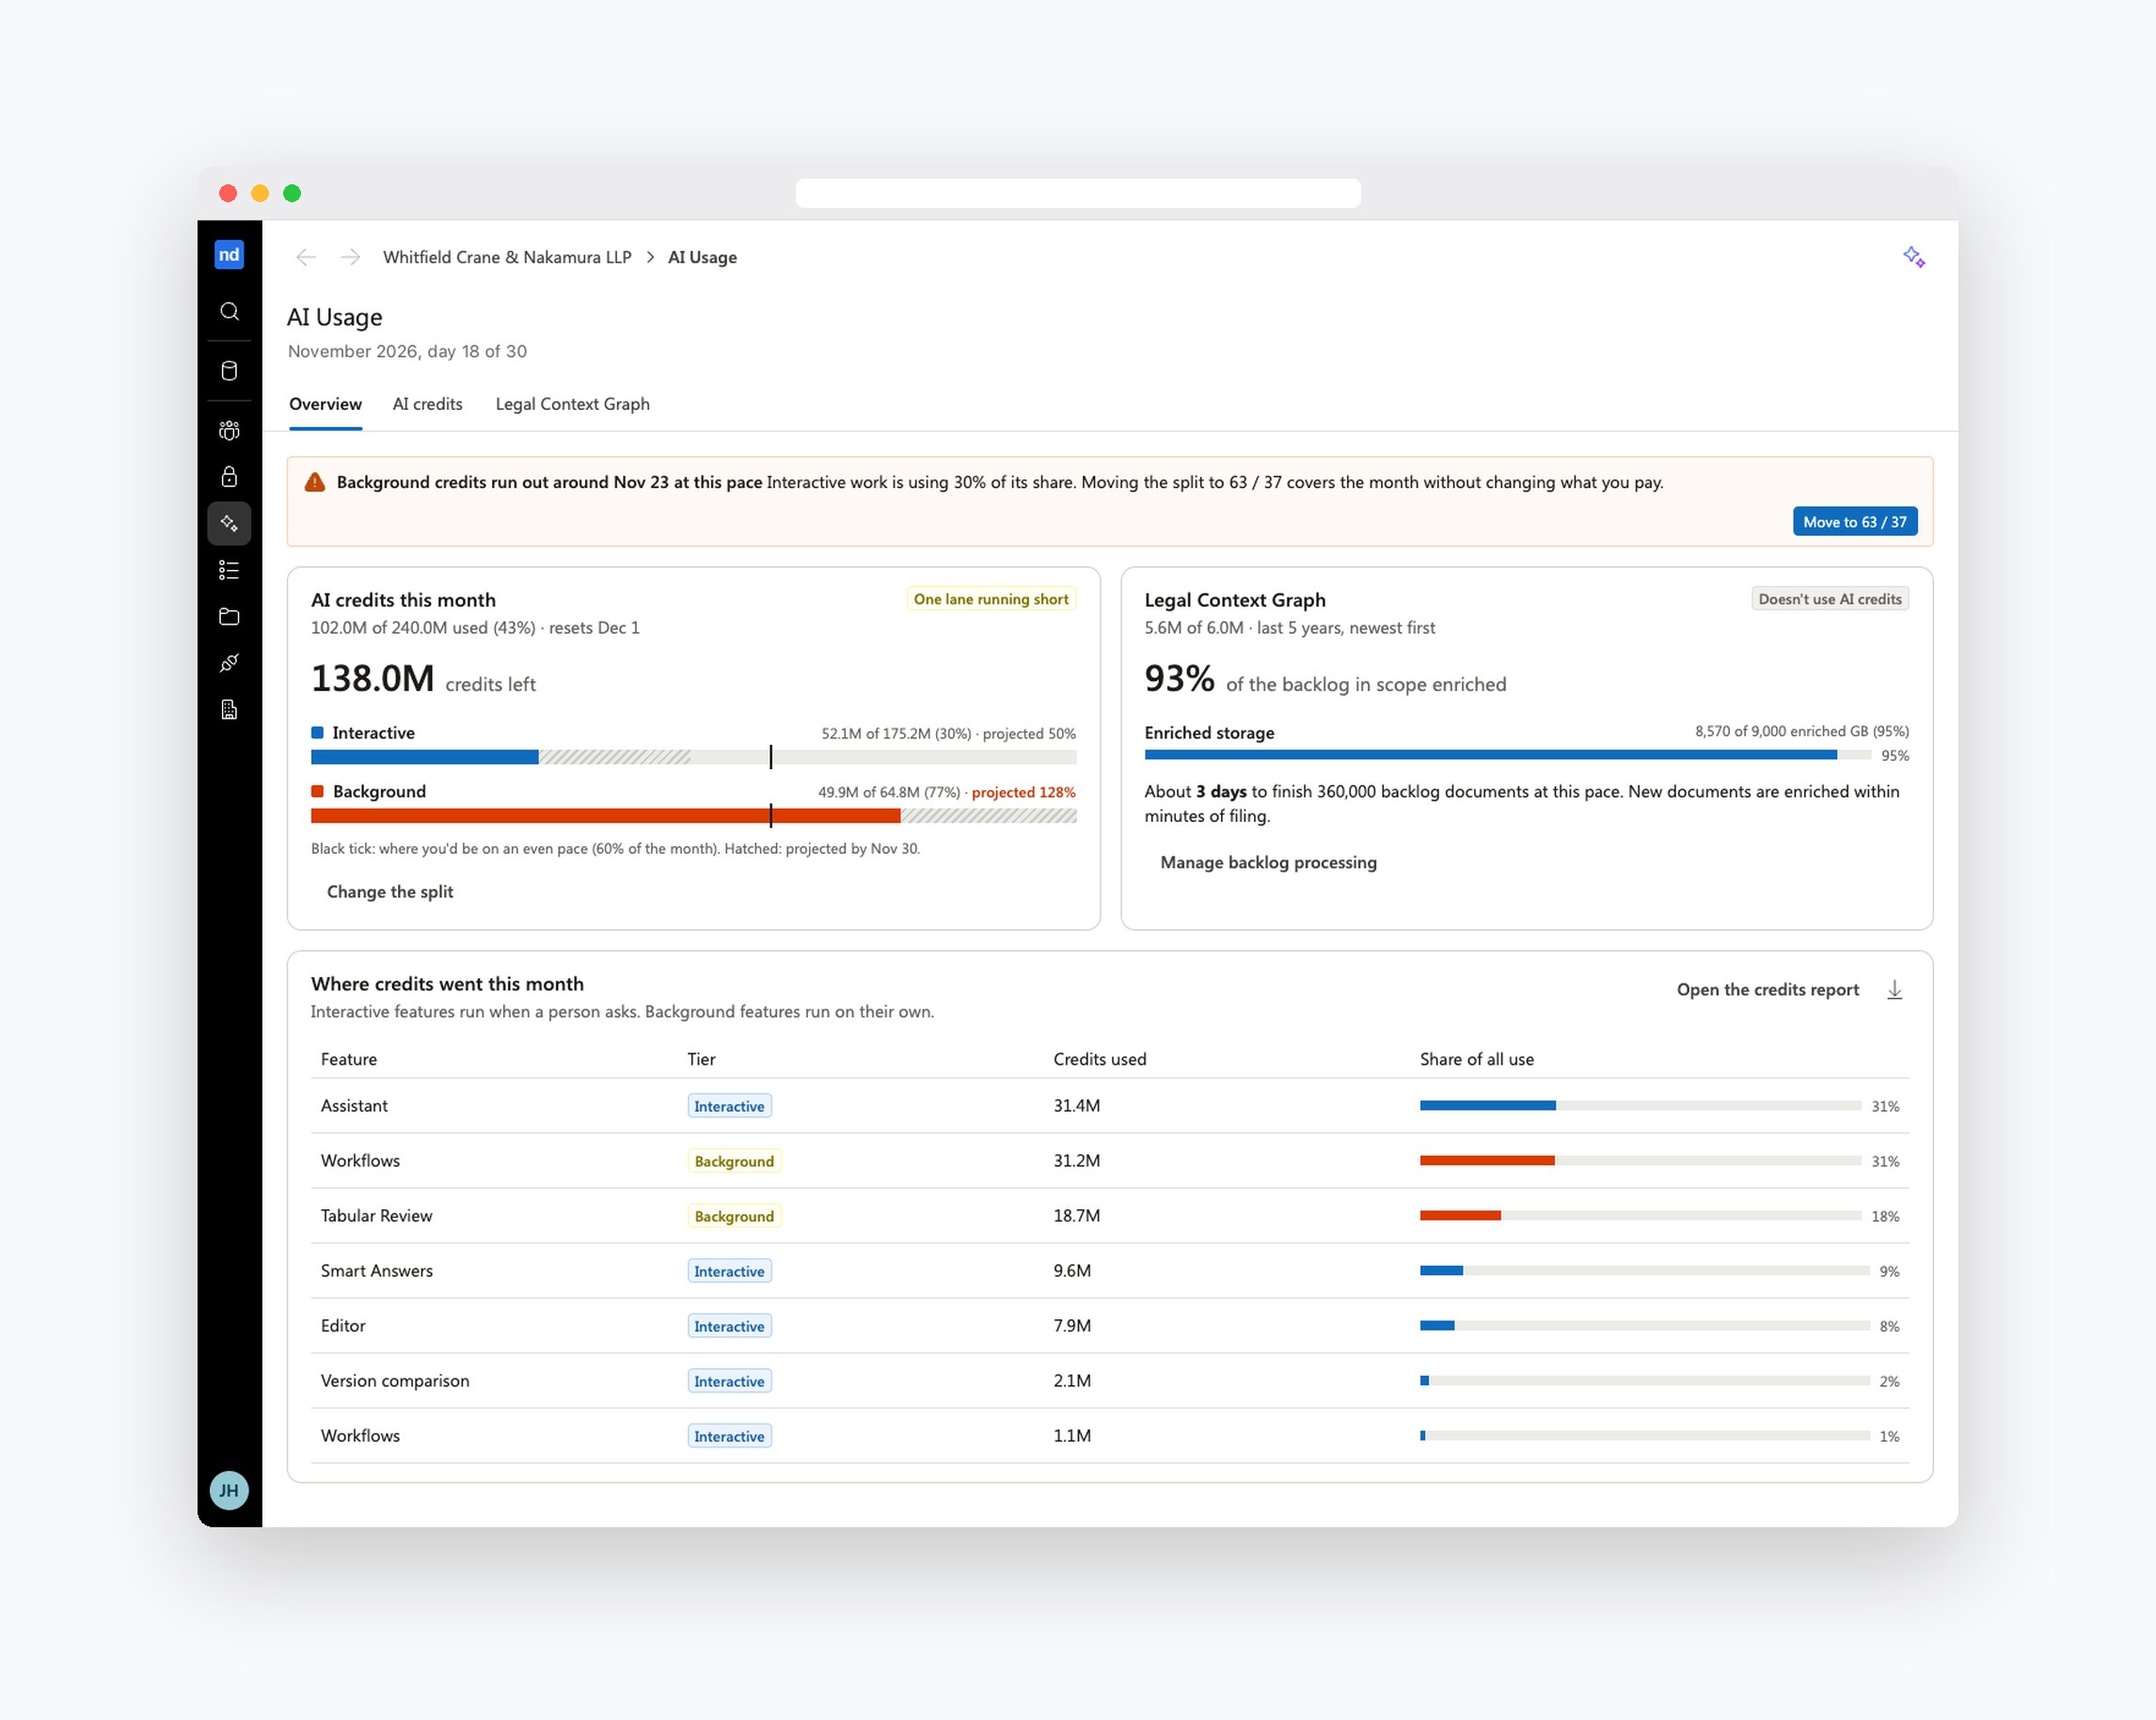 nd
Whitfield Crane & Nakamura LLP > AI Usage
AI Usage
November 2026, day 18 of 30
Overview AI credits Legal Context Graph
Background credits run out around Nov 23 at this pace Interactive work is using 30% of its share. Moving the split to 63 / 37 covers the month without changing what you pay.
Move to 63 / 37
AI credits this month
One lane running short
102.0M of 240.0M used (43%) · resets Dec 1
138.0M credits left
Interactive 52.1M of 175.2M (30%) · projected 50%
Background 49.9M of 64.8M (77%) · projected 128%
Black tick: where you'd be on an even pace (60% of the month). Hatched: projected by Nov 30.
Change the split
Legal Context Graph
Doesn't use AI credits
5.6M of 6.0M · last 5 years, newest first
93% of the backlog in scope enriched
Enriched storage 8,570 of 9,000 enriched GB (95%)
95%
About 3 days to finish 360,000 backlog documents at this pace. New documents are enriched within
minutes of filing.
Manage backlog processing
Where credits went this month
Open the credits report
Interactive features run when a person asks. Background features run on their own.
Feature Tier Credits used Share of all use
Assistant Interactive 31.4M 31%
Workflows Background 31.2M 31%
Tabular Review Background 18.7M 18%
Smart Answers Interactive 9.6M 9%
Editor Interactive 7.9M 8%
Version comparison Interactive 2.1M 2%
Workflows Interactive 1.1M 1%
JH